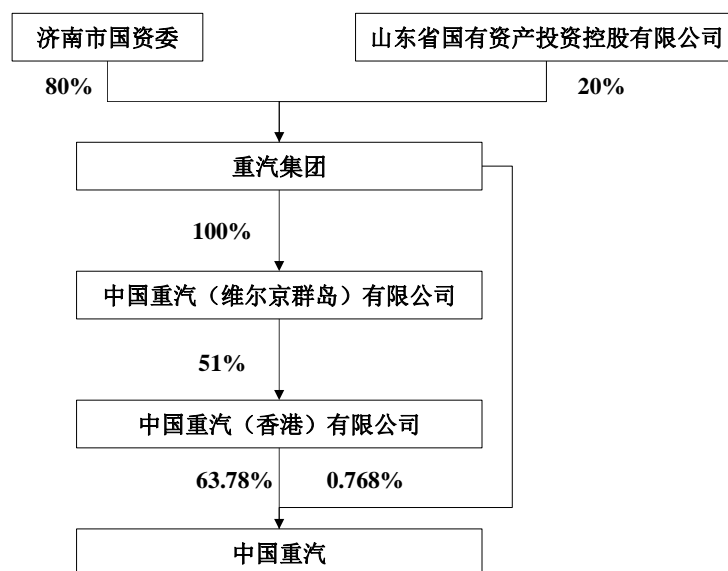 济南市国资委
山东省国有资产投资控股有限公司
80%
20%
重汽集团
100%
中国重汽（维尔京群岛）有限公司
51%
中国重汽（香港）有限公司
63.78%
0.768%
中国重汽